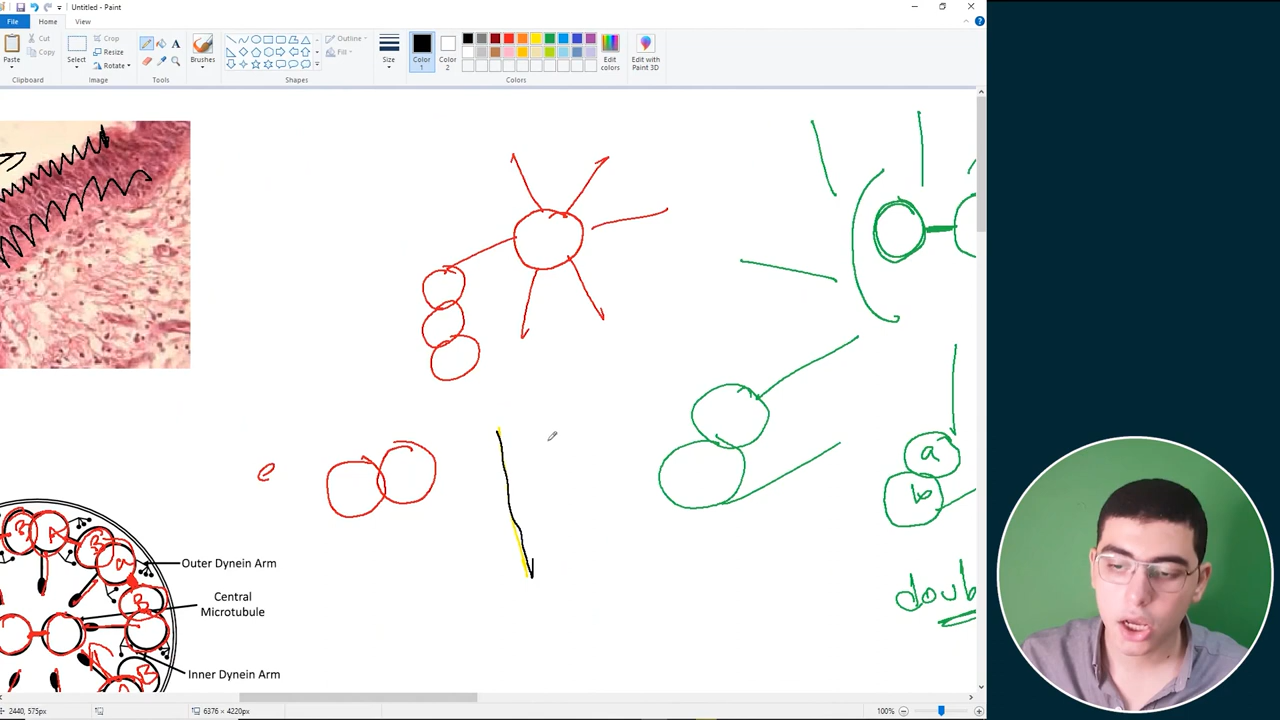 Untitled - Paint
File Home View
Paste
Cut
Copy
Clipboard
Select
Crop
Resize
Rotate
Image
Tools
Brushes
Outline
Fill
Shapes
Size
Color 1
Color 2
Edit colors
Colors
Edit with Paint 3D
e
a
b
doub
B A B a B A B
Outer Dynein Arm
Central Microtubule
Inner Dynein Arm
2440, 575px
6376 × 4220px
100%